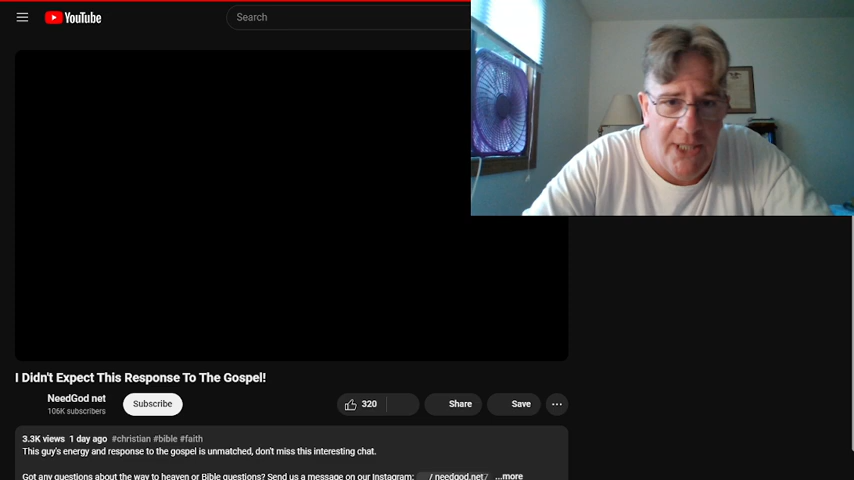 YouTube
Search
I Didn't Expect This Response To The Gospel!
NeedGod net
106K subscribers
Subscribe
320
Share
Save
3.3K views 1 day ago #christian #bible #faith
This guy's energy and response to the gospel is unmatched, don't miss this interesting chat.
Got any questions about the way to heaven or Bible questions? Send us a message on our Instagram: / needgod.net7 ...more